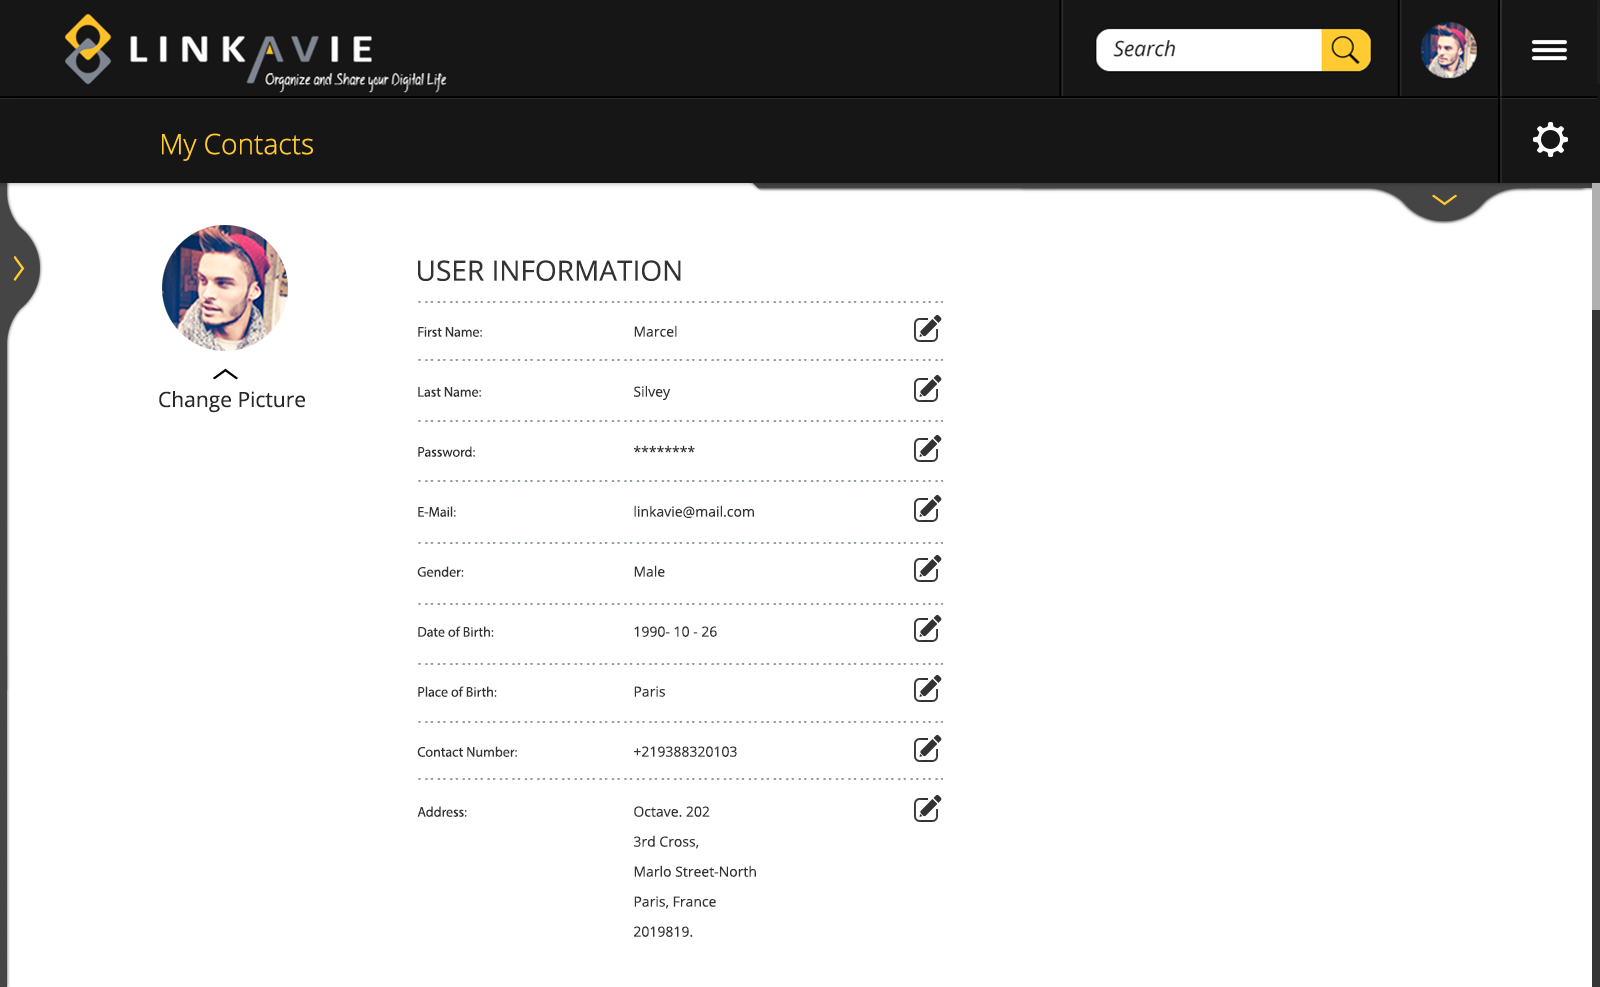 LINKAVIE
Organize and Share your Digital Life
Search
My Contacts
Change Picture
USER INFORMATION
First Name: Marcel
Last Name: Silvey
Password: ********
E-Mail: linkavie@mail.com
Gender: Male
Date of Birth: 1990- 10 - 26
Place of Birth: Paris
Contact Number: +219388320103
Address: Octave. 202
3rd Cross,
Marlo Street-North
Paris, France
2019819.